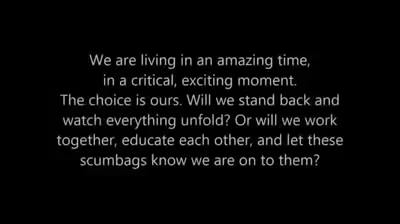 We are living in an amazing time,
in a critical, exciting moment.
The choice is ours. Will we stand back and
watch everything unfold? Or will we work
together, educate each other, and let these
scumbags know we are on to them?